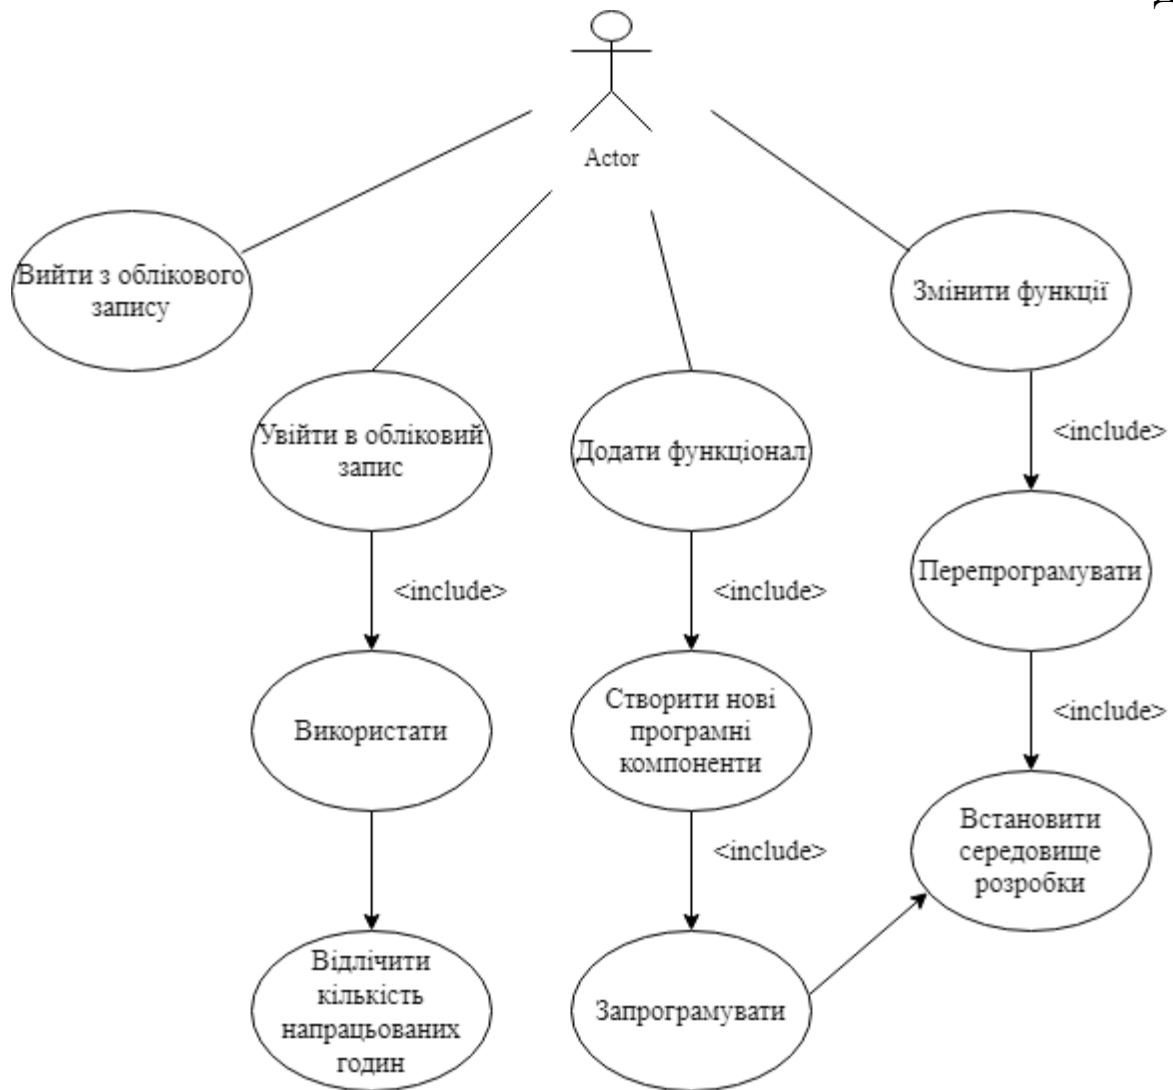 Actor
Вийти з облікового
запису
Змінити функції
Увійти в обліковий
запис
Додати функціонал
<include>
Перепрограмувати
<include>
<include>
Використати
Створити нові
програмні
компоненти
<include>
<include>
Встановити
середовище
розробки
Відлічити
кількість
напрацьованих
годин
Запрограмувати